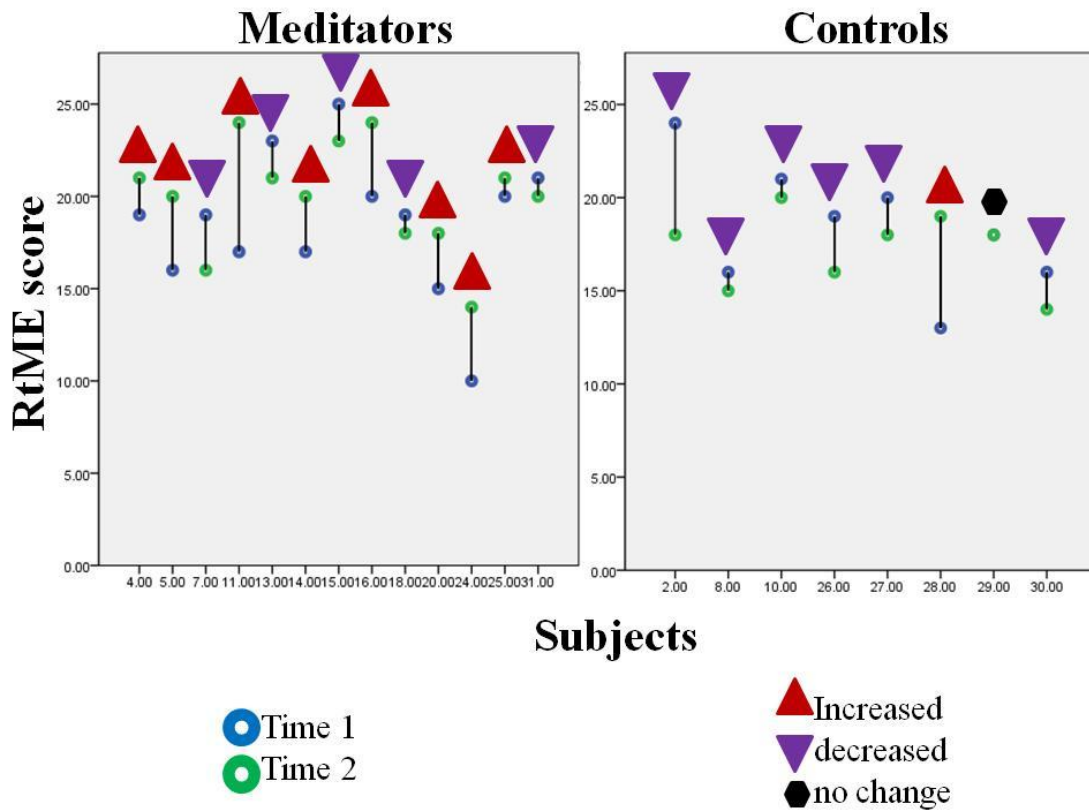 Meditators
Controls
RtME score
25.00
20.00
15.00
10.00
5.00
0.00
4.00 5.00 7.00 11.00 13.00 14.00 15.00 16.00 18.00 20.00 24.00 25.00 31.00
25.00
20.00
15.00
10.00
5.00
.00
2.00 8.00 10.00 26.00 27.00 28.00 29.00 30.00
Subjects
Time 1
Time 2
Increased
decreased
no change